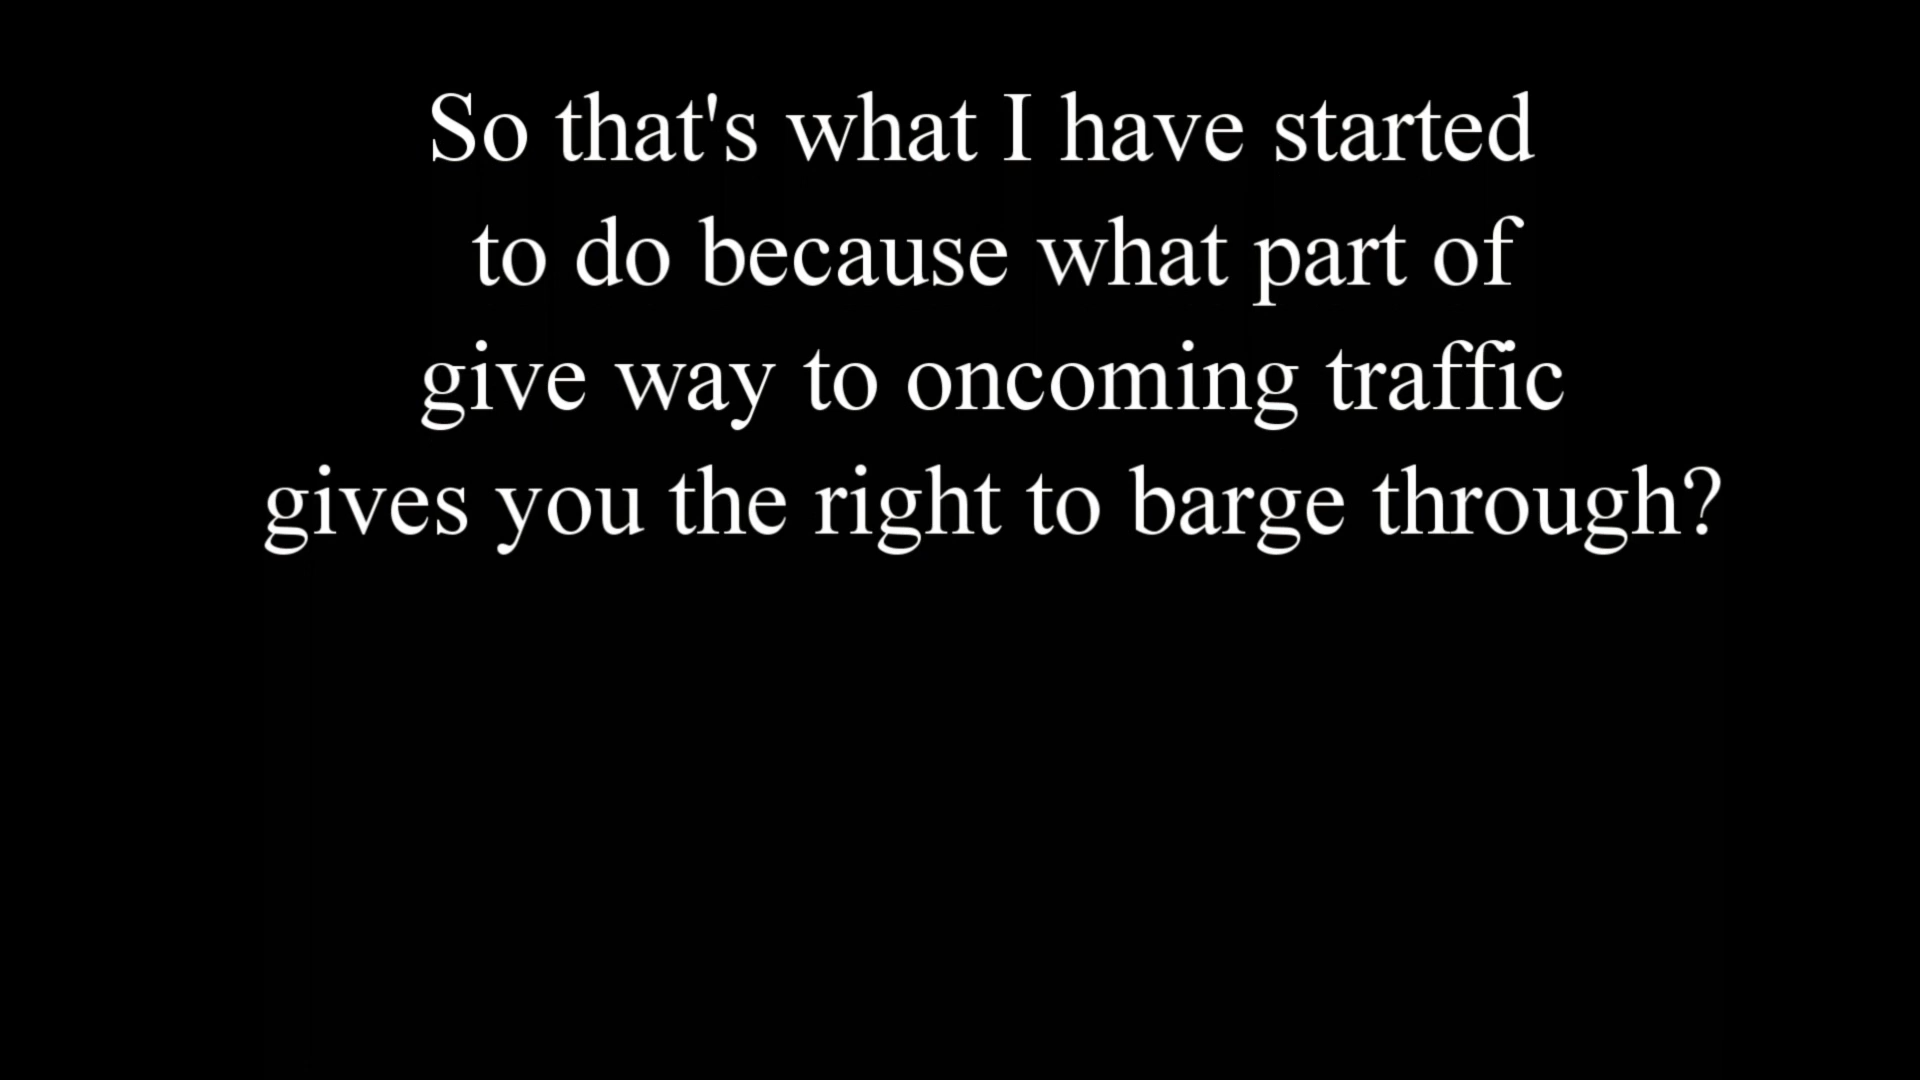 So that's what I have started
to do because what part of
give way to oncoming traffic
gives you the right to barge through?